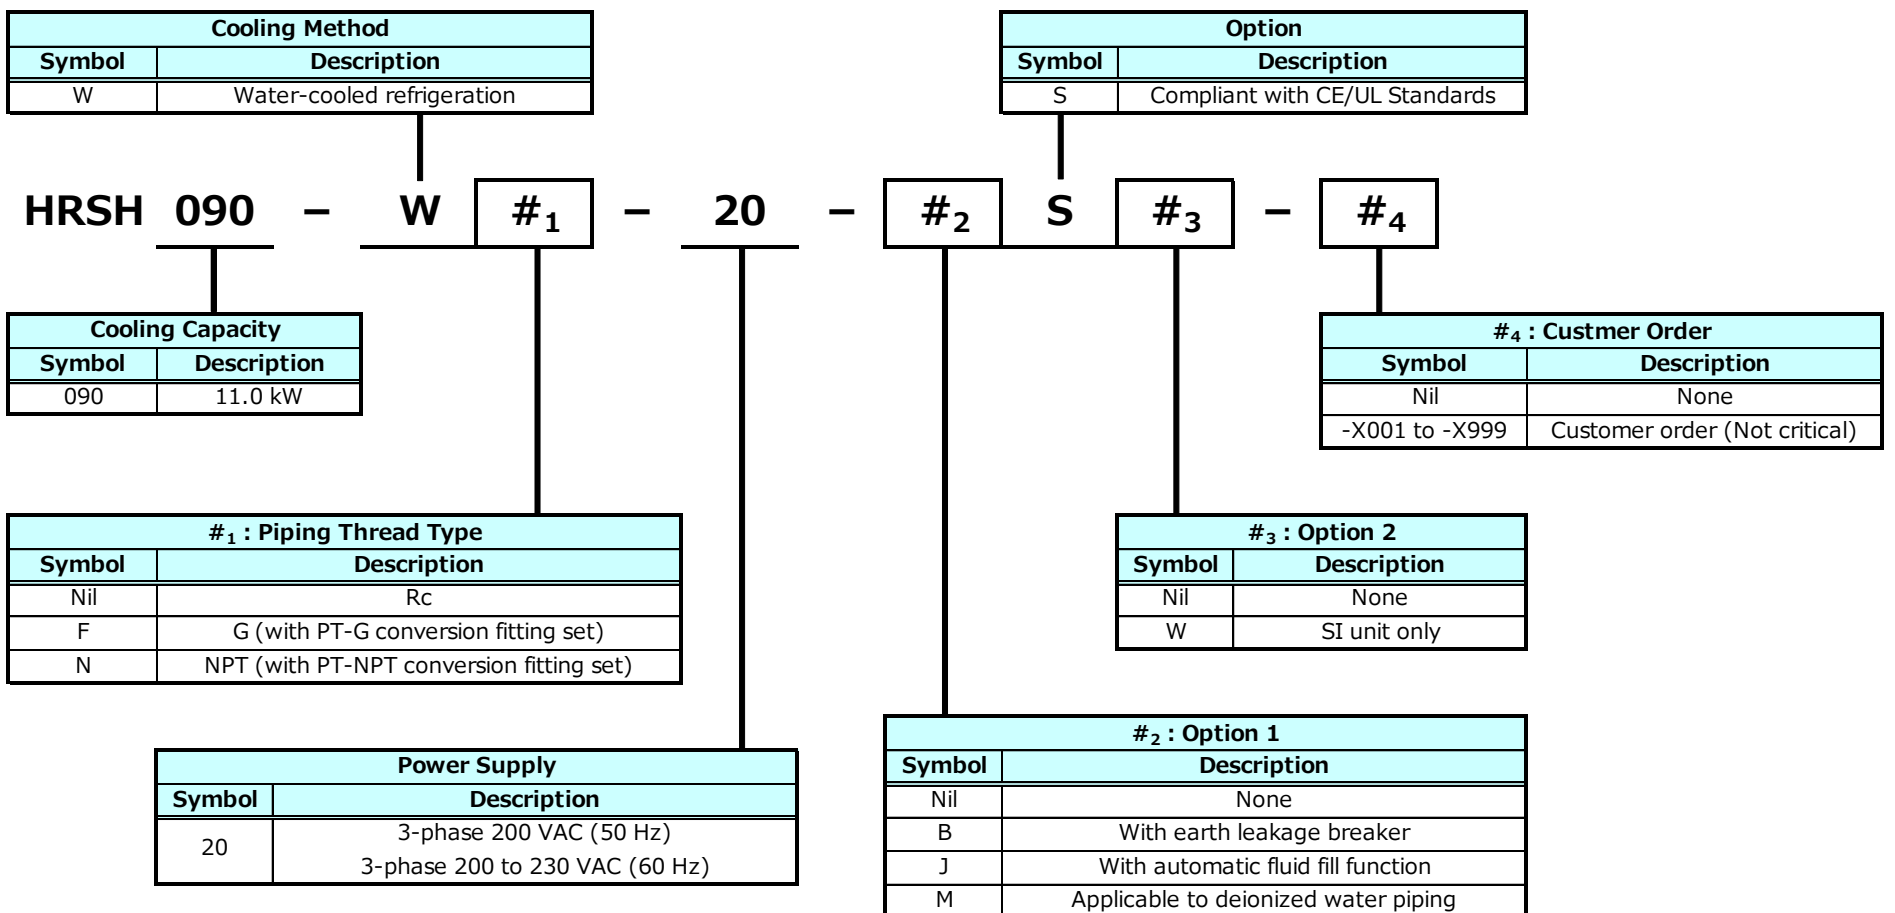 Cooling Method
Symbol Description
W Water-cooled refrigeration
Option
Symbol Description
S Compliant with CE/UL Standards
HRSH 090 – W #1 – 20 – #2 S #3 – #4
Cooling Capacity
Symbol Description
090 11.0 kW
#4 : Custmer Order
Symbol Description
Nil None
-X001 to -X999 Customer order (Not critical)
#1 : Piping Thread Type
Symbol Description
Nil Rc
F G (with PT-G conversion fitting set)
N NPT (with PT-NPT conversion fitting set)
#3 : Option 2
Symbol Description
Nil None
W SI unit only
Power Supply
Symbol Description
20 3-phase 200 VAC (50 Hz)
3-phase 200 to 230 VAC (60 Hz)
#2 : Option 1
Symbol Description
Nil None
B With earth leakage breaker
J With automatic fluid fill function
M Applicable to deionized water piping